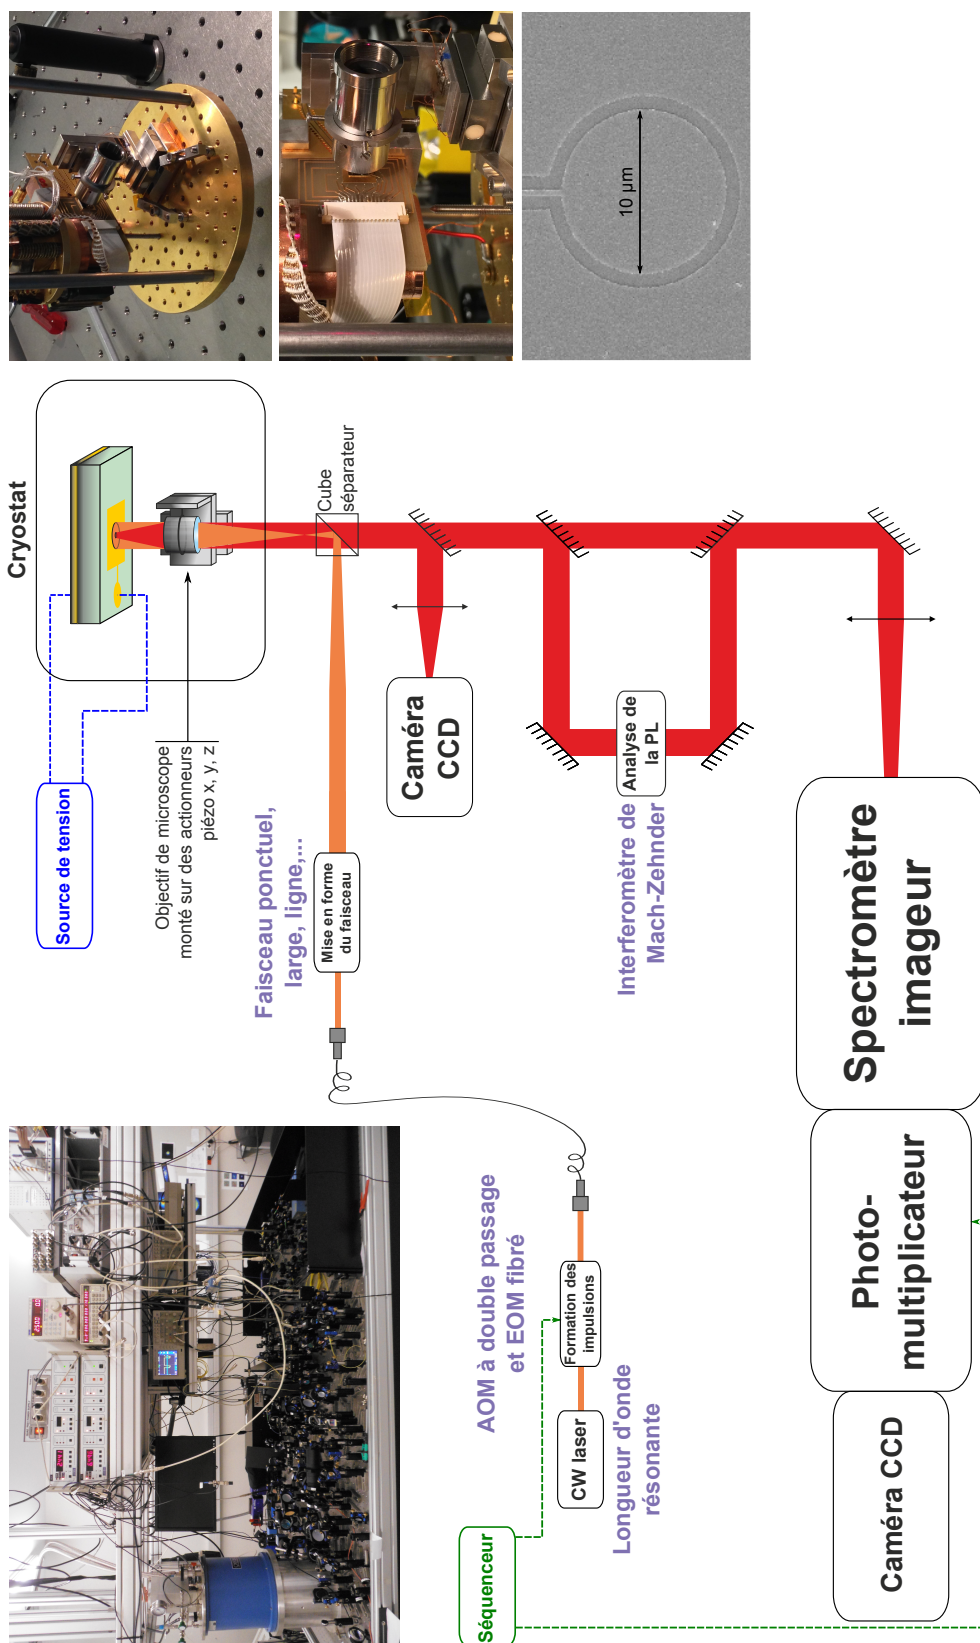 Cryostat
Source de tension
Objectif de microscope
monté sur des actionneurs
piézo x, y, z
Cube
séparateur
10 µm
Faisceau ponctuel,
large, ligne,...
Mise en forme
du faisceau
Caméra
CCD
Interferomètre de
Mach-Zehnder
Analyse de
la PL
Spectromètre
imageur
Photo-
multiplicateur
Caméra CCD
AOM à double passage
et EOM fibré
Formation des
impulsions
CW laser
Longueur d'onde
résonante
Séquenceur